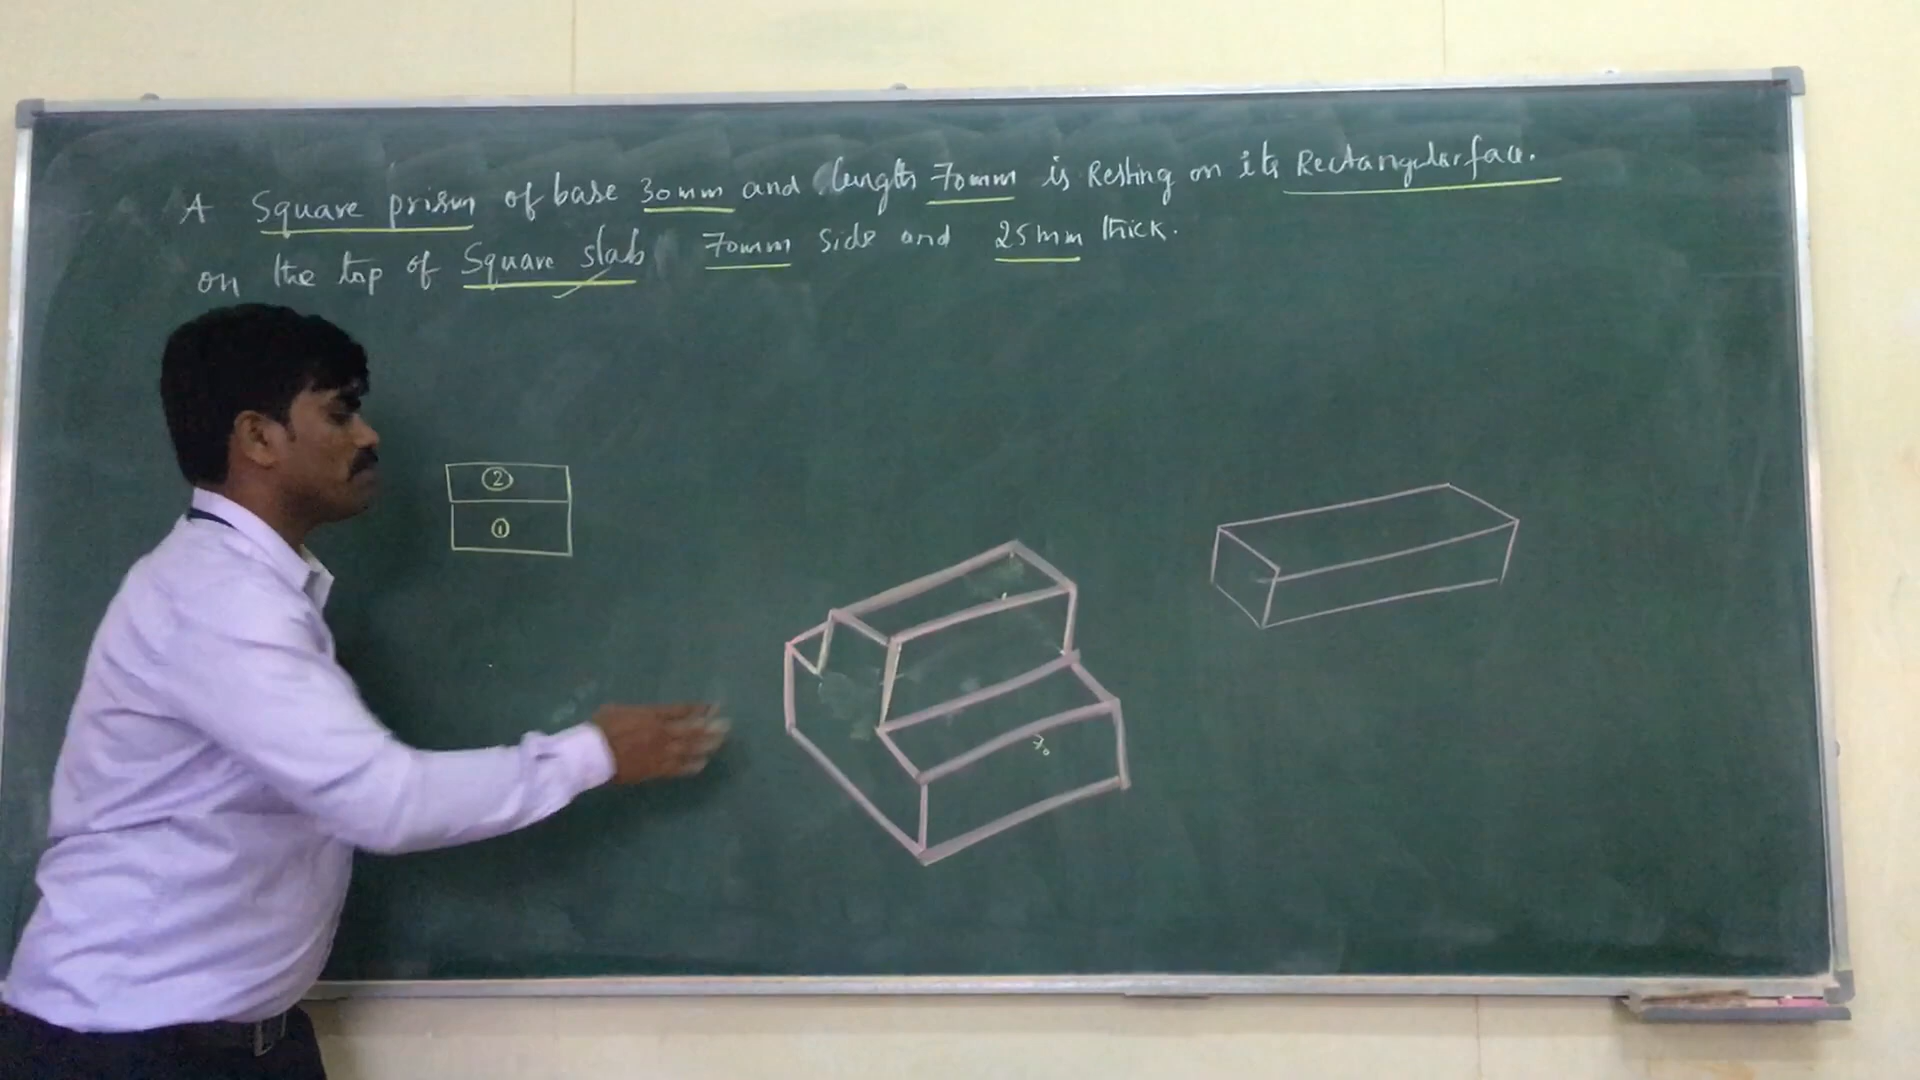 A Square prism of base 30mm and length 70mm is Resting on its Rectangular face.
on the top of Square slab 70mm side and 25mm thick.
②
①
70